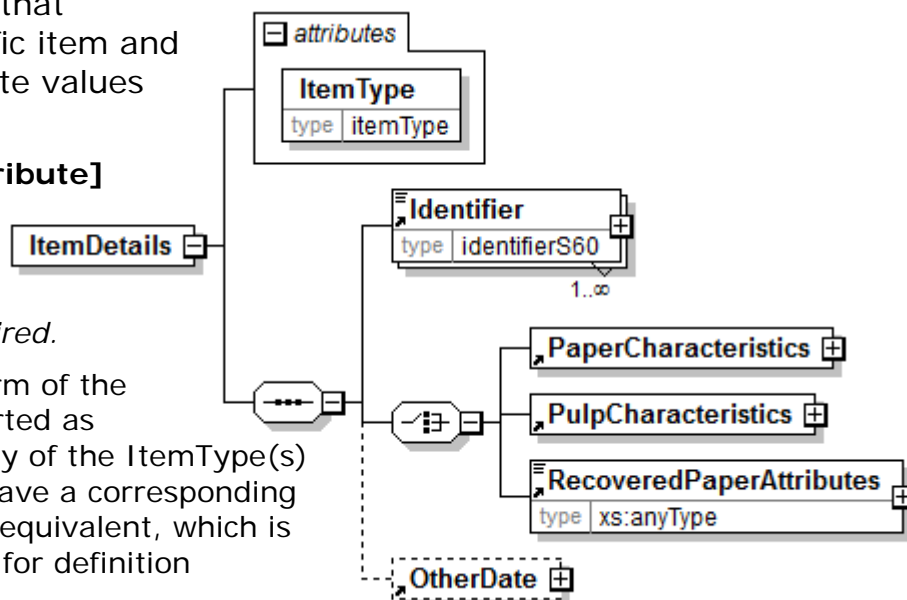 that
ic item and
te values
ribute]
ired.
rm of the
rted as
y of the ItemType(s)
ave a corresponding
equivalent, which is
for definition
attributes
ItemType
type itemType
ItemDetails
Identifier
type identifierS60
1..∞
PaperCharacteristics
PulpCharacteristics
RecoveredPaperAttributes
type xs:anyType
OtherDate